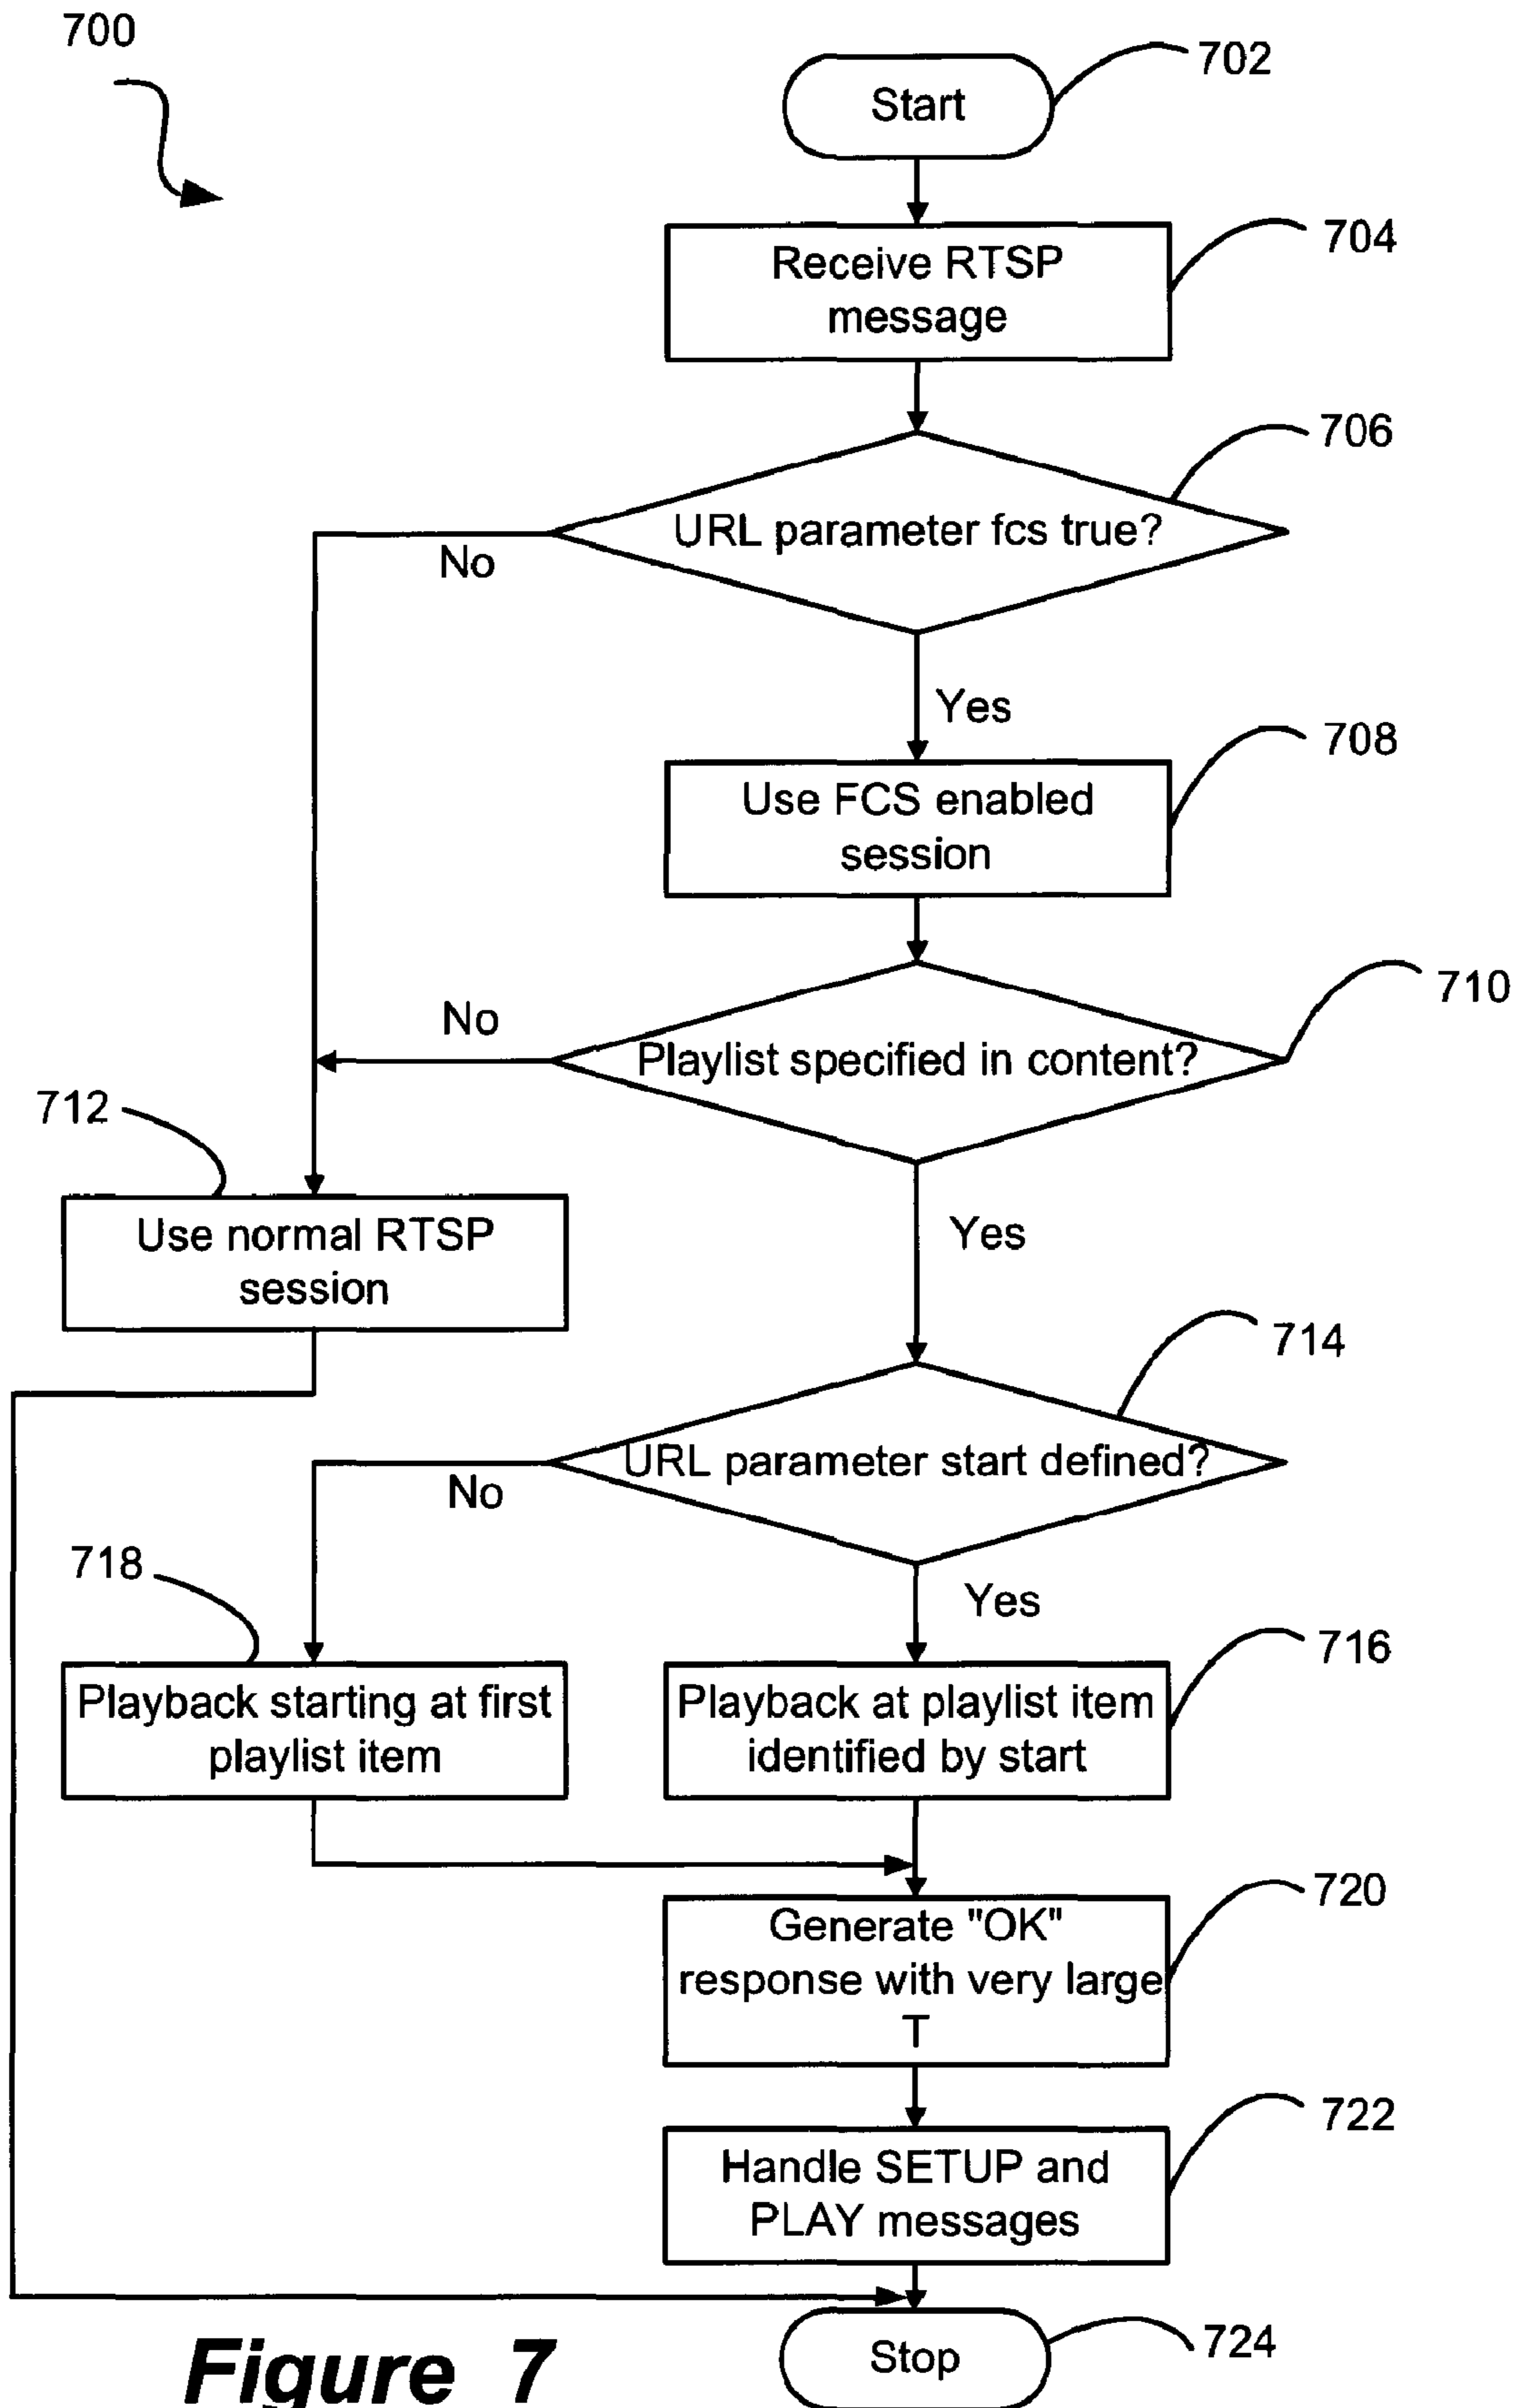 700
702
Start
704
Receive RTSP
message
706
URL parameter fcs true?
No
Yes
708
Use FCS enabled
session
710
No
Playlist specified in content?
712
Use normal RTSP
session
Yes
714
URL parameter start defined?
No
718
Yes
716
Playback starting at first
playlist item
Playback at playlist item
identified by start
720
Generate "OK"
response with very large
T
722
Handle SETUP and
PLAY messages
724
Stop
Figure 7